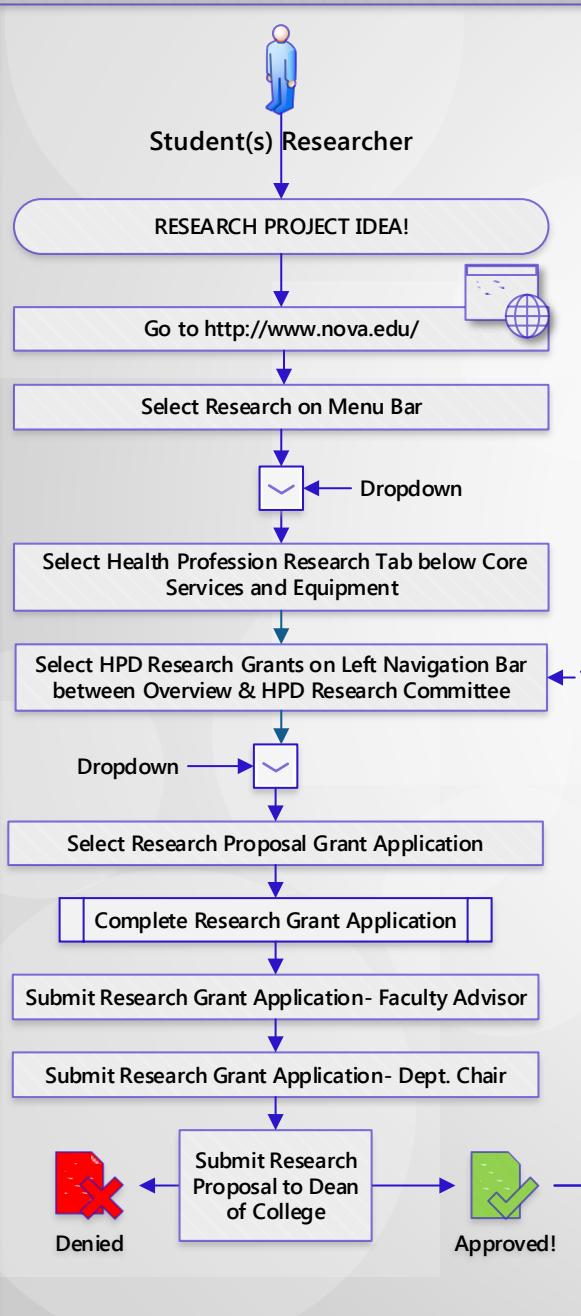 Student(s) Researcher
RESEARCH PROJECT IDEA!
Go to http://www.nova.edu/
Select Research on Menu Bar
Dropdown
Select Health Profession Research Tab below Core
Services and Equipment
Select HPD Research Grants on Left Navigation Bar
between Overview & HPD Research Committee
Dropdown
Select Research Proposal Grant Application
Complete Research Grant Application
Submit Research Grant Application- Faculty Advisor
Submit Research Grant Application- Dept. Chair
Submit Research
Proposal to Dean
of College
Denied
Approved!